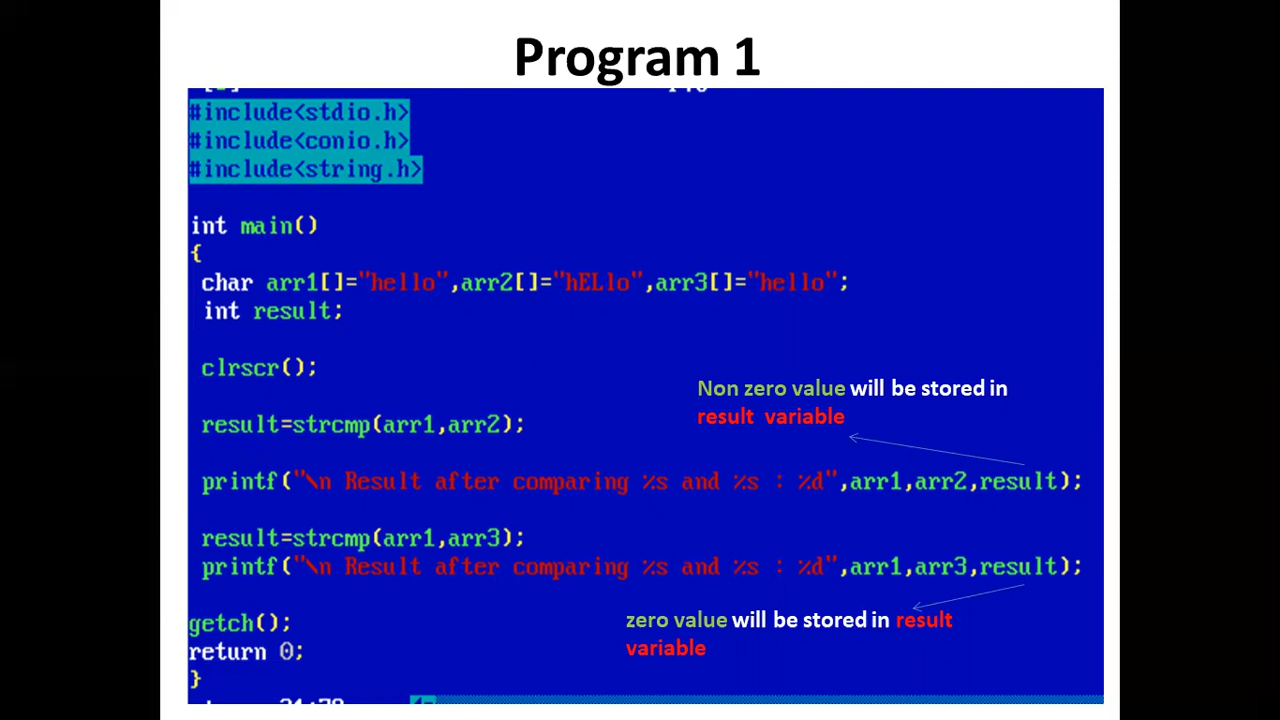 Program 1
#include<stdio.h>
#include<conio.h>
#include<string.h>
int main()
{
char arr1[]="hello",arr2[]="hELlo",arr3[]="hello";
int result;
clrscr();
Non zero value will be stored in
result variable
result=strcmp(arr1,arr2);
printf("\n Result after comparing %s and %s : %d",arr1,arr2,result);
result=strcmp(arr1,arr3);
printf("\n Result after comparing %s and %s : %d",arr1,arr3,result);
getch();
zero value will be stored in result
variable
return 0;
}